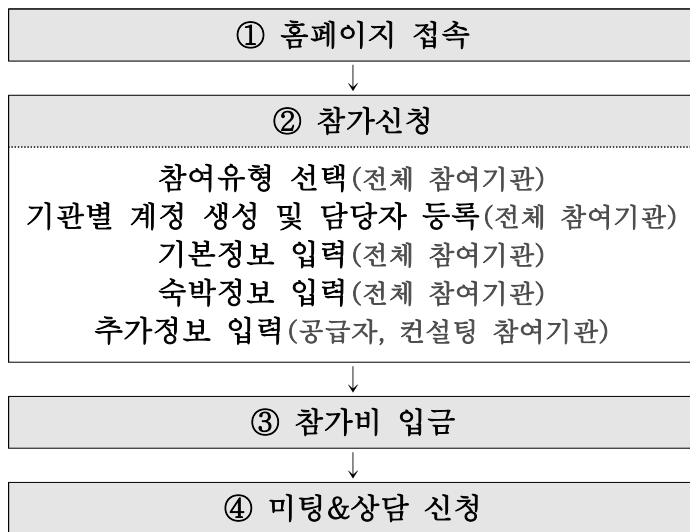 ① 홈페이지 접속
② 참가신청
참여유형 선택(전체 참여기관)
기관별 계정 생성 및 담당자 등록(전체 참여기관)
기본정보 입력(전체 참여기관)
숙박정보 입력(전체 참여기관)
추가정보 입력(공급자, 컨설팅 참여기관)
③ 참가비 입금
④ 미팅&상담 신청